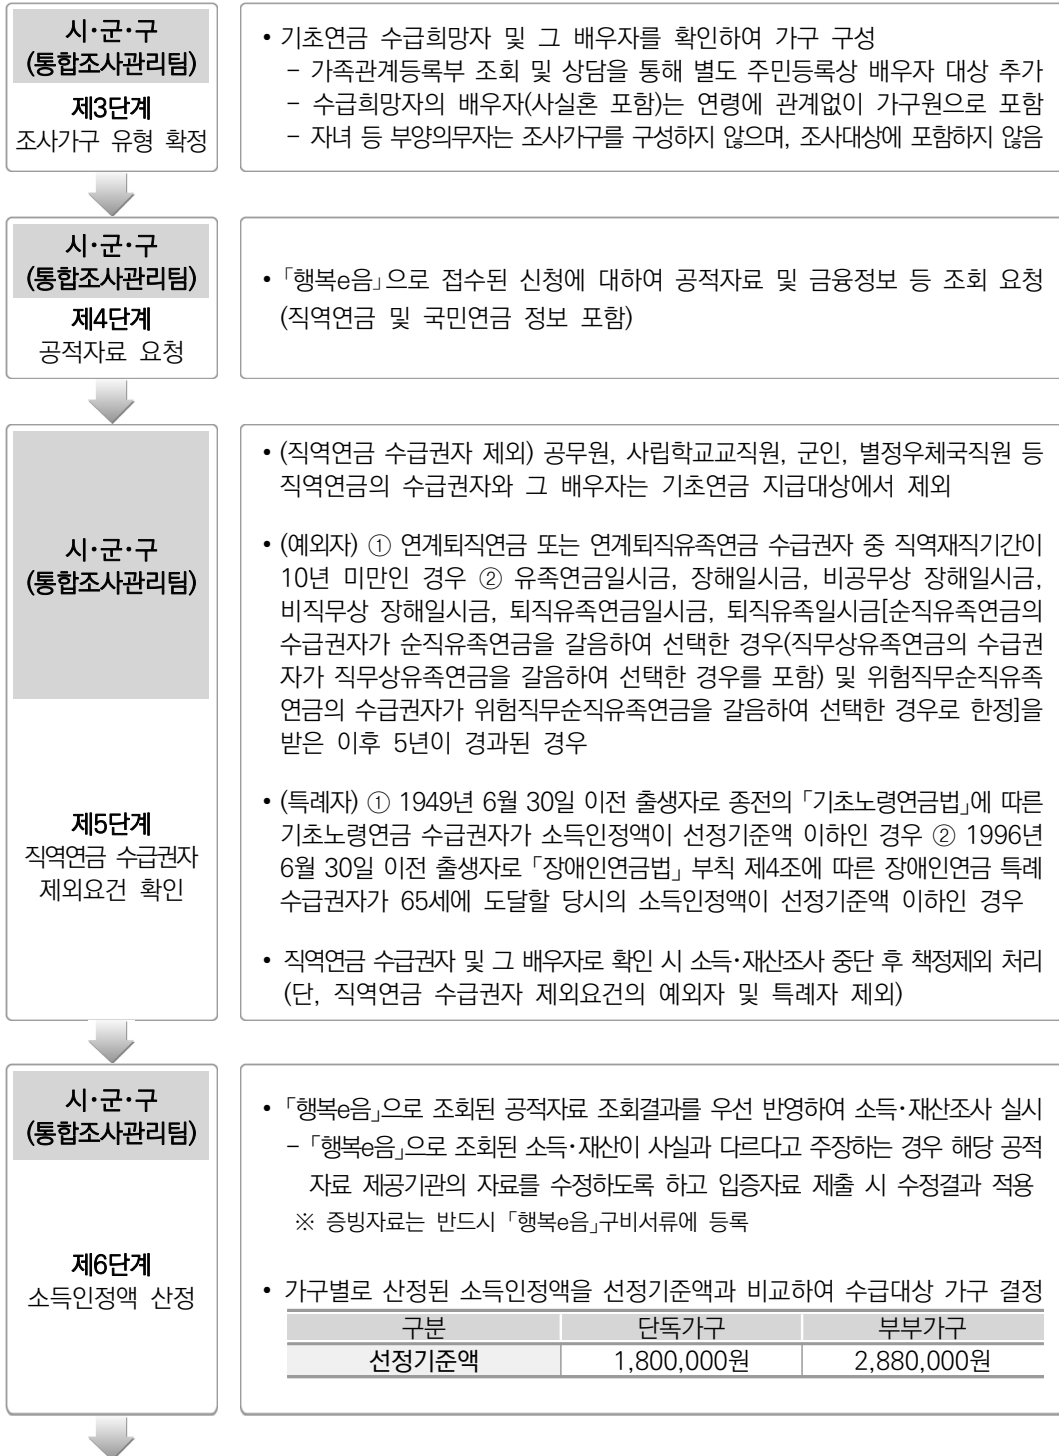 시·군·구
(통합조사관리팀)
제3단계
조사가구 유형 확정
• 기초연금 수급희망자 및 그 배우자를 확인하여 가구 구성
- 가족관계등록부 조회 및 상담을 통해 별도 주민등록상 배우자 대상 추가
- 수급희망자의 배우자(사실혼 포함)는 연령에 관계없이 가구원으로 포함
- 자녀 등 부양의무자는 조사가구를 구성하지 않으며, 조사대상에 포함하지 않음
시·군·구
(통합조사관리팀)
제4단계
공적자료 요청
• 「행복e음」으로 접수된 신청에 대하여 공적자료 및 금융정보 등 조회 요청
(직역연금 및 국민연금 정보 포함)
시·군·구
(통합조사관리팀)
제5단계
직역연금 수급권자
제외요건 확인
• (직역연금 수급권자 제외) 공무원, 사립학교교직원, 군인, 별정우체국직원 등
직역연금의 수급권자와 그 배우자는 기초연금 지급대상에서 제외
• (예외자) ① 연계퇴직연금 또는 연계퇴직유족연금 수급권자 중 직역재직기간이
10년 미만인 경우 ② 유족연금일시금, 장해일시금, 비공무상 장해일시금,
비직무상 장해일시금, 퇴직유족연금일시금, 퇴직유족일시금[순직유족연금의
수급권자가 순직유족연금을 갈음하여 선택한 경우(직무상유족연금의 수급권
자가 직무상유족연금을 갈음하여 선택한 경우를 포함) 및 위험직무순직유족
연금의 수급권자가 위험직무순직유족연금을 갈음하여 선택한 경우로 한정]을
받은 이후 5년이 경과된 경우
• (특례자) ① 1949년 6월 30일 이전 출생자로 종전의 「기초노령연금법」에 따른
기초노령연금 수급권자가 소득인정액이 선정기준액 이하인 경우 ② 1996년
6월 30일 이전 출생자로 「장애인연금법」 부칙 제4조에 따른 장애인연금 특례
수급권자가 65세에 도달할 당시의 소득인정액이 선정기준액 이하인 경우
• 직역연금 수급권자 및 그 배우자로 확인 시 소득·재산조사 중단 후 책정제외 처리
(단, 직역연금 수급권자 제외요건의 예외자 및 특례자 제외)
시·군·구
(통합조사관리팀)
제6단계
소득인정액 산정
• 「행복e음」으로 조회된 공적자료 조회결과를 우선 반영하여 소득·재산조사 실시
- 「행복e음」으로 조회된 소득·재산이 사실과 다르다고 주장하는 경우 해당 공적
자료 제공기관의 자료를 수정하도록 하고 입증자료 제출 시 수정결과 적용
※ 증빙자료는 반드시 「행복e음」구비서류에 등록
• 가구별로 산정된 소득인정액을 선정기준액과 비교하여 수급대상 가구 결정
구분 단독가구 부부가구
선정기준액 1,800,000원 2,880,000원